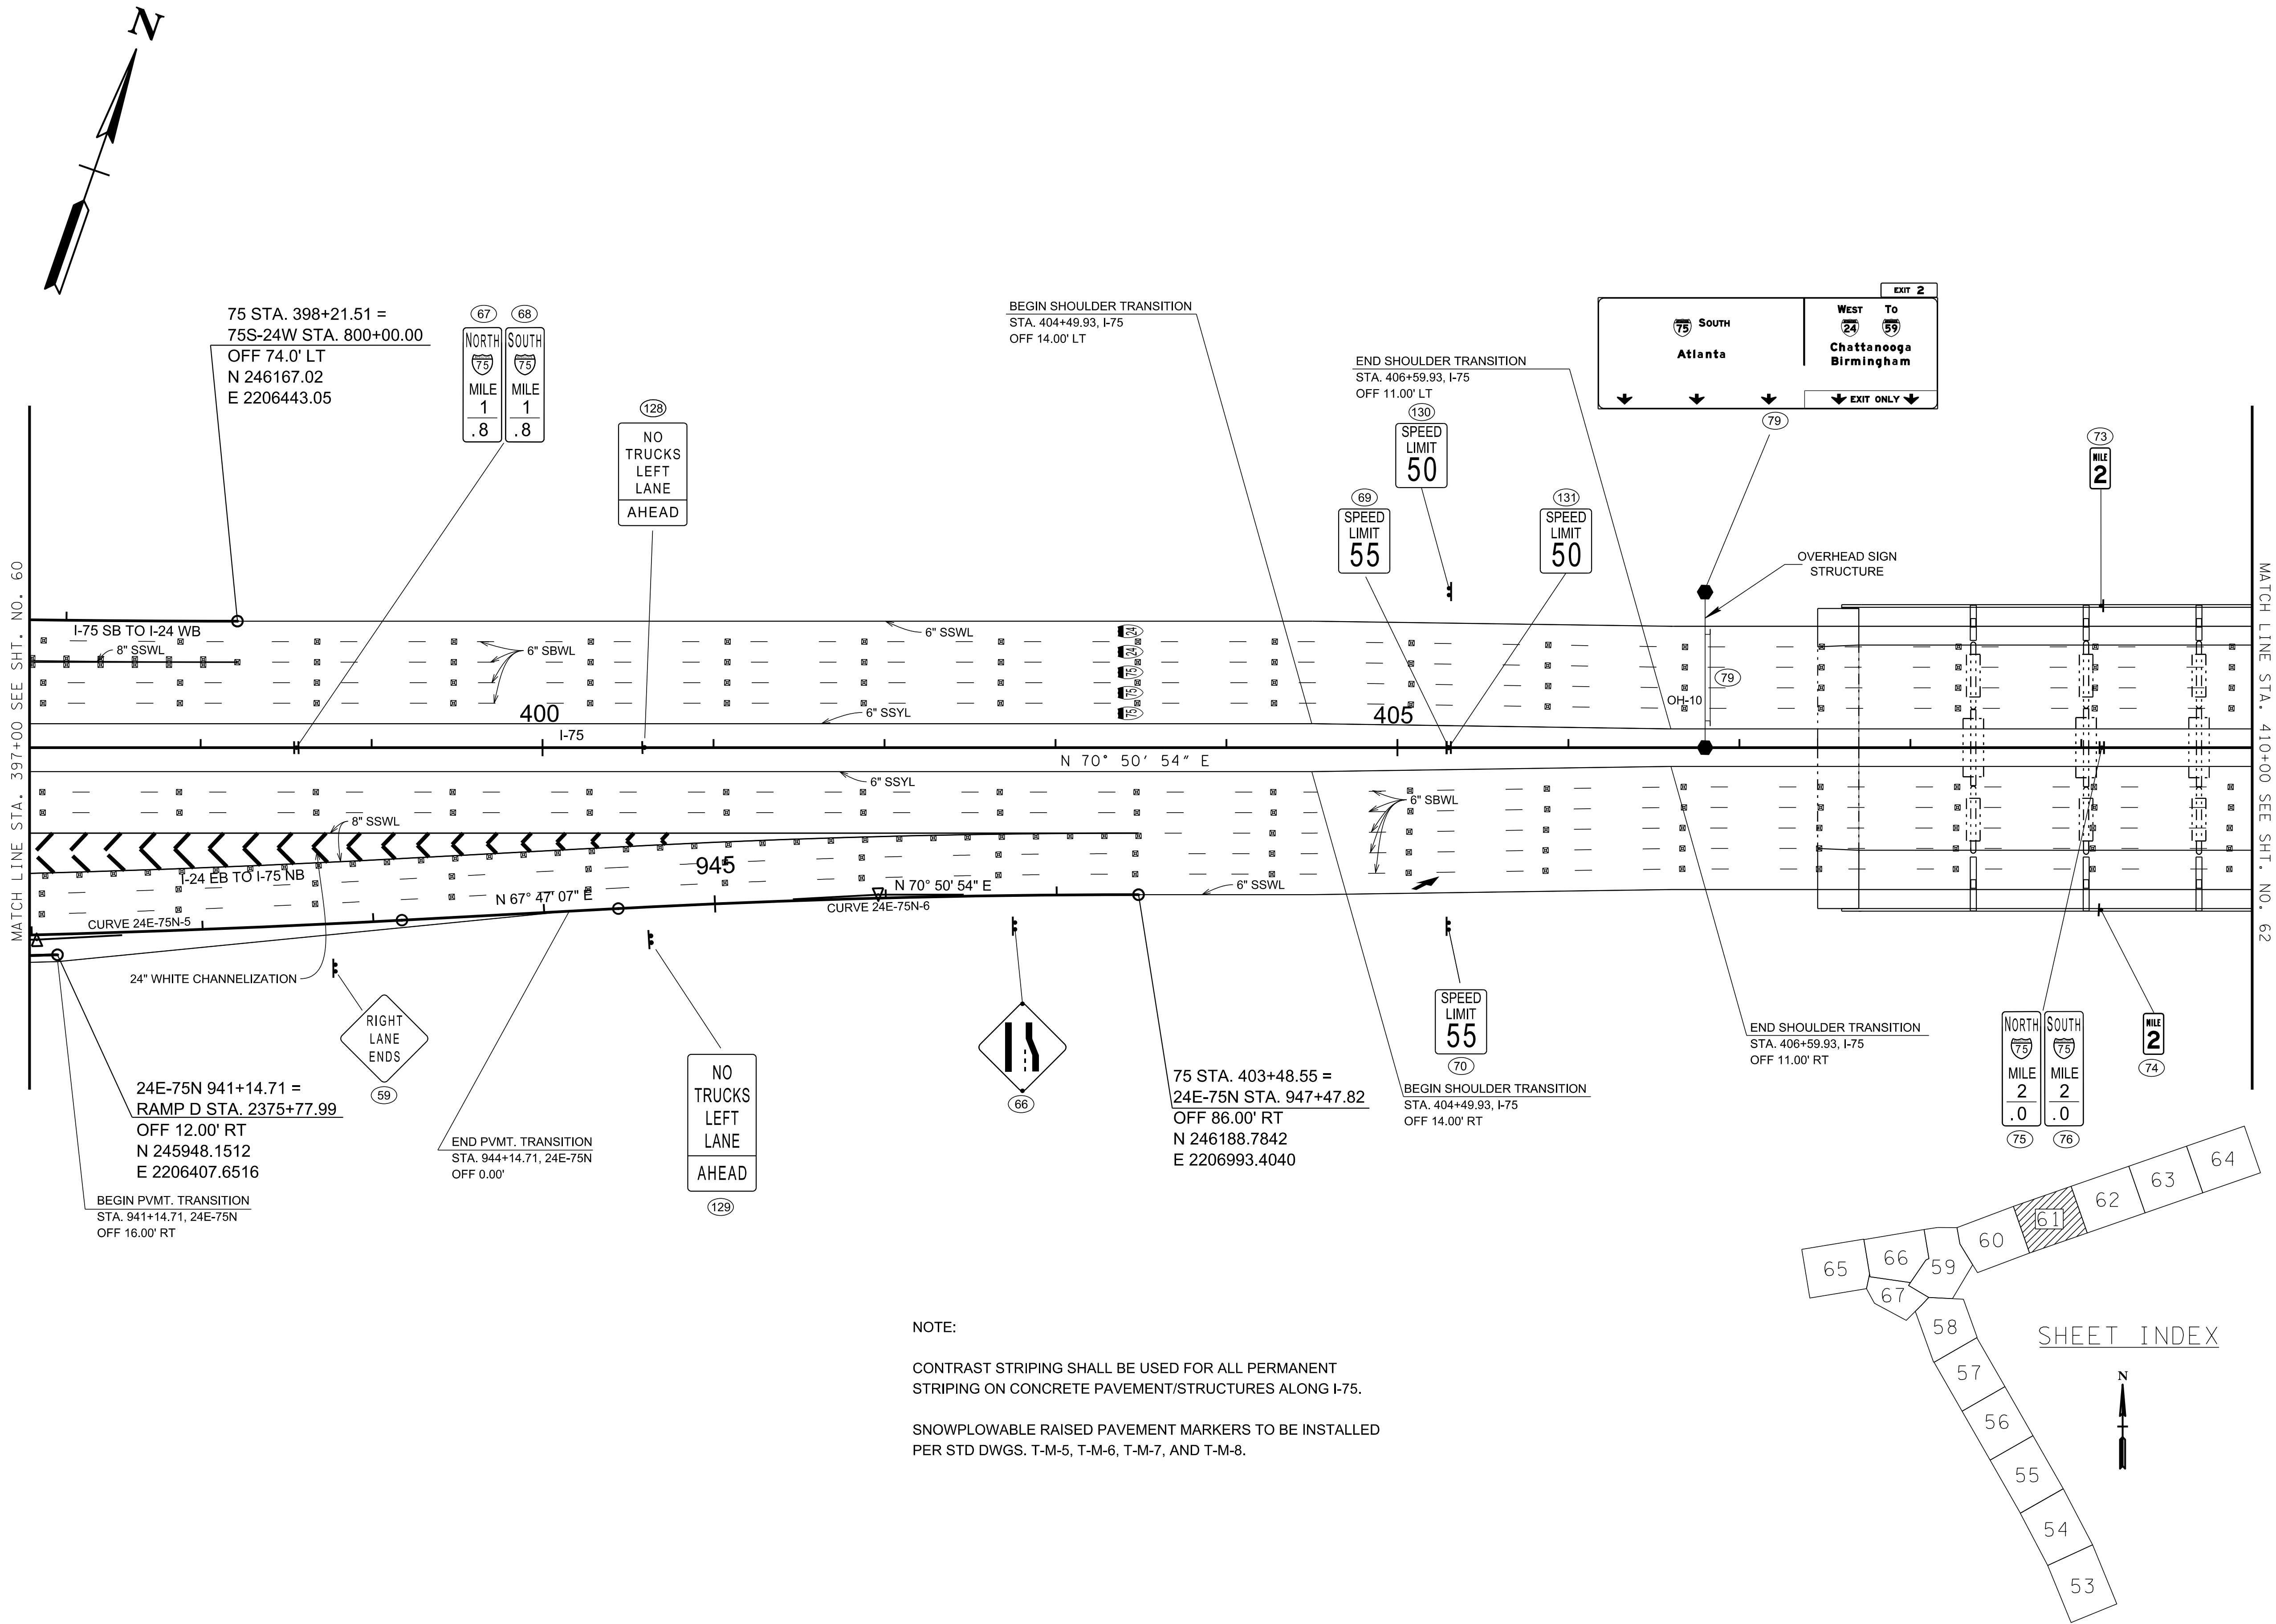 N
75 STA. 398+21.51 =
75S-24W STA. 800+00.00
OFF 74.0' LT
N 246167.02
E 2206443.05
67
NORTH
75
MILE
1
.8
68
SOUTH
75
MILE
1
.8
128
NO
TRUCKS
LEFT
LANE
AHEAD
BEGIN SHOULDER TRANSITION
STA. 404+49.93, I-75
OFF 14.00' LT
END SHOULDER TRANSITION
STA. 406+59.93, I-75
OFF 11.00' LT
130
SPEED
LIMIT
50
69
SPEED
LIMIT
55
131
SPEED
LIMIT
50
EXIT 2
75 SOUTH
Atlanta
WEST TO
24 59
Chattanooga
Birmingham
EXIT ONLY
79
73
MILE
2
OVERHEAD SIGN
STRUCTURE
MATCH LINE STA. 397+00 SEE SHT. NO. 60
MATCH LINE STA. 410+00 SEE SHT. NO. 62
I-75 SB TO I-24 WB
8" SSWL
6" SBWL
6" SSWL
24
24
75
75
75
79
OH-10
400
I-75
6" SSYL
405
N 70° 50' 54" E
6" SSYL
8" SSWL
6" SBWL
I-24 EB TO I-75 NB
945
N 67° 47' 07" E
N 70° 50' 54" E
6" SSWL
CURVE 24E-75N-5
CURVE 24E-75N-6
24" WHITE CHANNELIZATION
RIGHT
LANE
ENDS
59
24E-75N 941+14.71 =
RAMP D STA. 2375+77.99
OFF 12.00' RT
N 245948.1512
E 2206407.6516
BEGIN PVMT. TRANSITION
STA. 941+14.71, 24E-75N
OFF 16.00' RT
END PVMT. TRANSITION
STA. 944+14.71, 24E-75N
OFF 0.00'
NO
TRUCKS
LEFT
LANE
AHEAD
129
66
75 STA. 403+48.55 =
24E-75N STA. 947+47.82
OFF 86.00' RT
N 246188.7842
E 2206993.4040
SPEED
LIMIT
55
70
BEGIN SHOULDER TRANSITION
STA. 404+49.93, I-75
OFF 14.00' RT
END SHOULDER TRANSITION
STA. 406+59.93, I-75
OFF 11.00' RT
NORTH
75
MILE
2
.0
75
SOUTH
75
MILE
2
.0
76
MILE
2
74
64
63
62
61
60
59
66
65
67
58
57
56
55
54
53
SHEET INDEX
N
NOTE:
CONTRAST STRIPING SHALL BE USED FOR ALL PERMANENT
STRIPING ON CONCRETE PAVEMENT/STRUCTURES ALONG I-75.
SNOWPLOWABLE RAISED PAVEMENT MARKERS TO BE INSTALLED
PER STD DWGS. T-M-5, T-M-6, T-M-7, AND T-M-8.